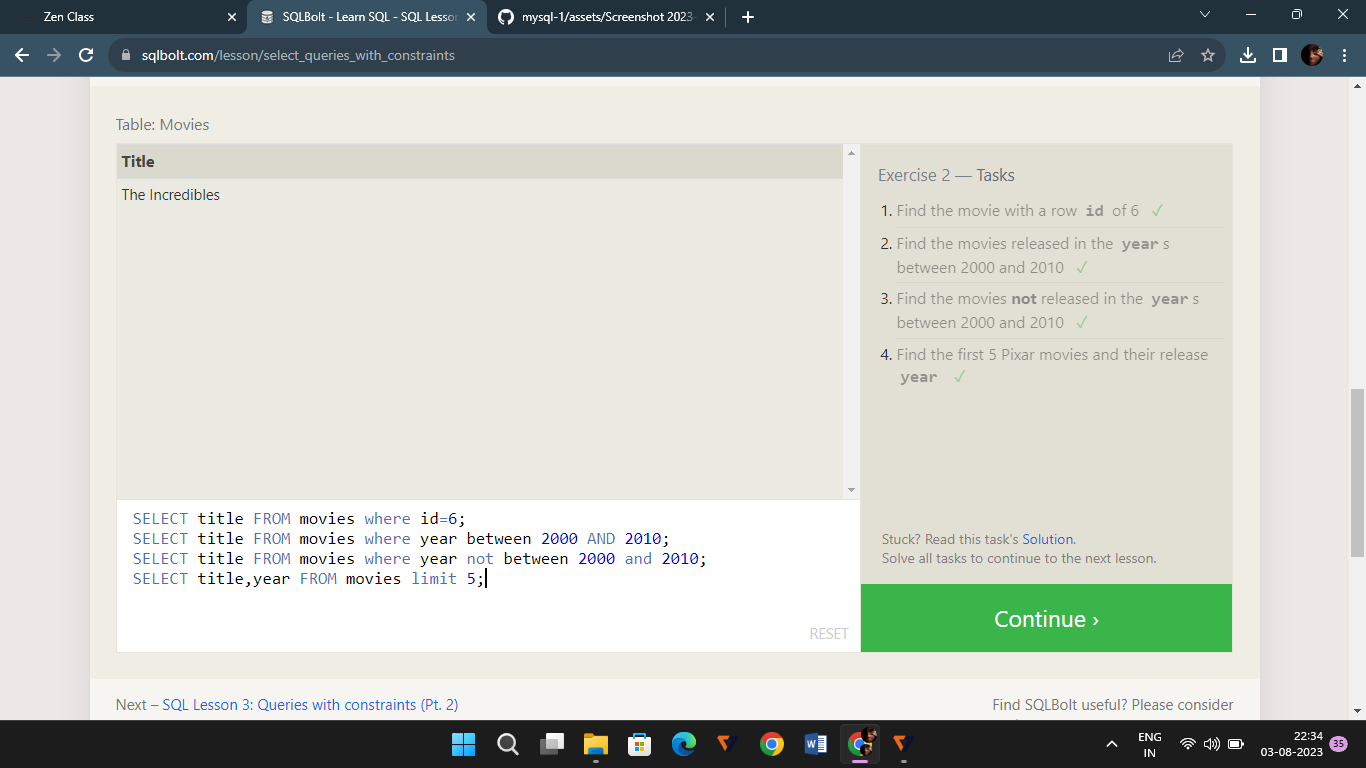 Zen Class
SQLBolt - Learn SQL - SQL Lesson
mysql-1/assets/Screenshot 2023-
sqlbolt.com/lesson/select_queries_with_constraints
Table: Movies
Title
The Incredibles
SELECT title FROM movies where id=6;
SELECT title FROM movies where year between 2000 AND 2010;
SELECT title FROM movies where year not between 2000 and 2010;
SELECT title,year FROM movies limit 5;
RESET
Exercise 2 — Tasks
1. Find the movie with a row id of 6 ✓
2. Find the movies released in the year s
between 2000 and 2010 ✓
3. Find the movies not released in the year s
between 2000 and 2010 ✓
4. Find the first 5 Pixar movies and their release
year ✓
Stuck? Read this task's Solution.
Solve all tasks to continue to the next lesson.
Continue ›
Next – SQL Lesson 3: Queries with constraints (Pt. 2)
Find SQLBolt useful? Please consider
ENG
IN
22:34
03-08-2023
35